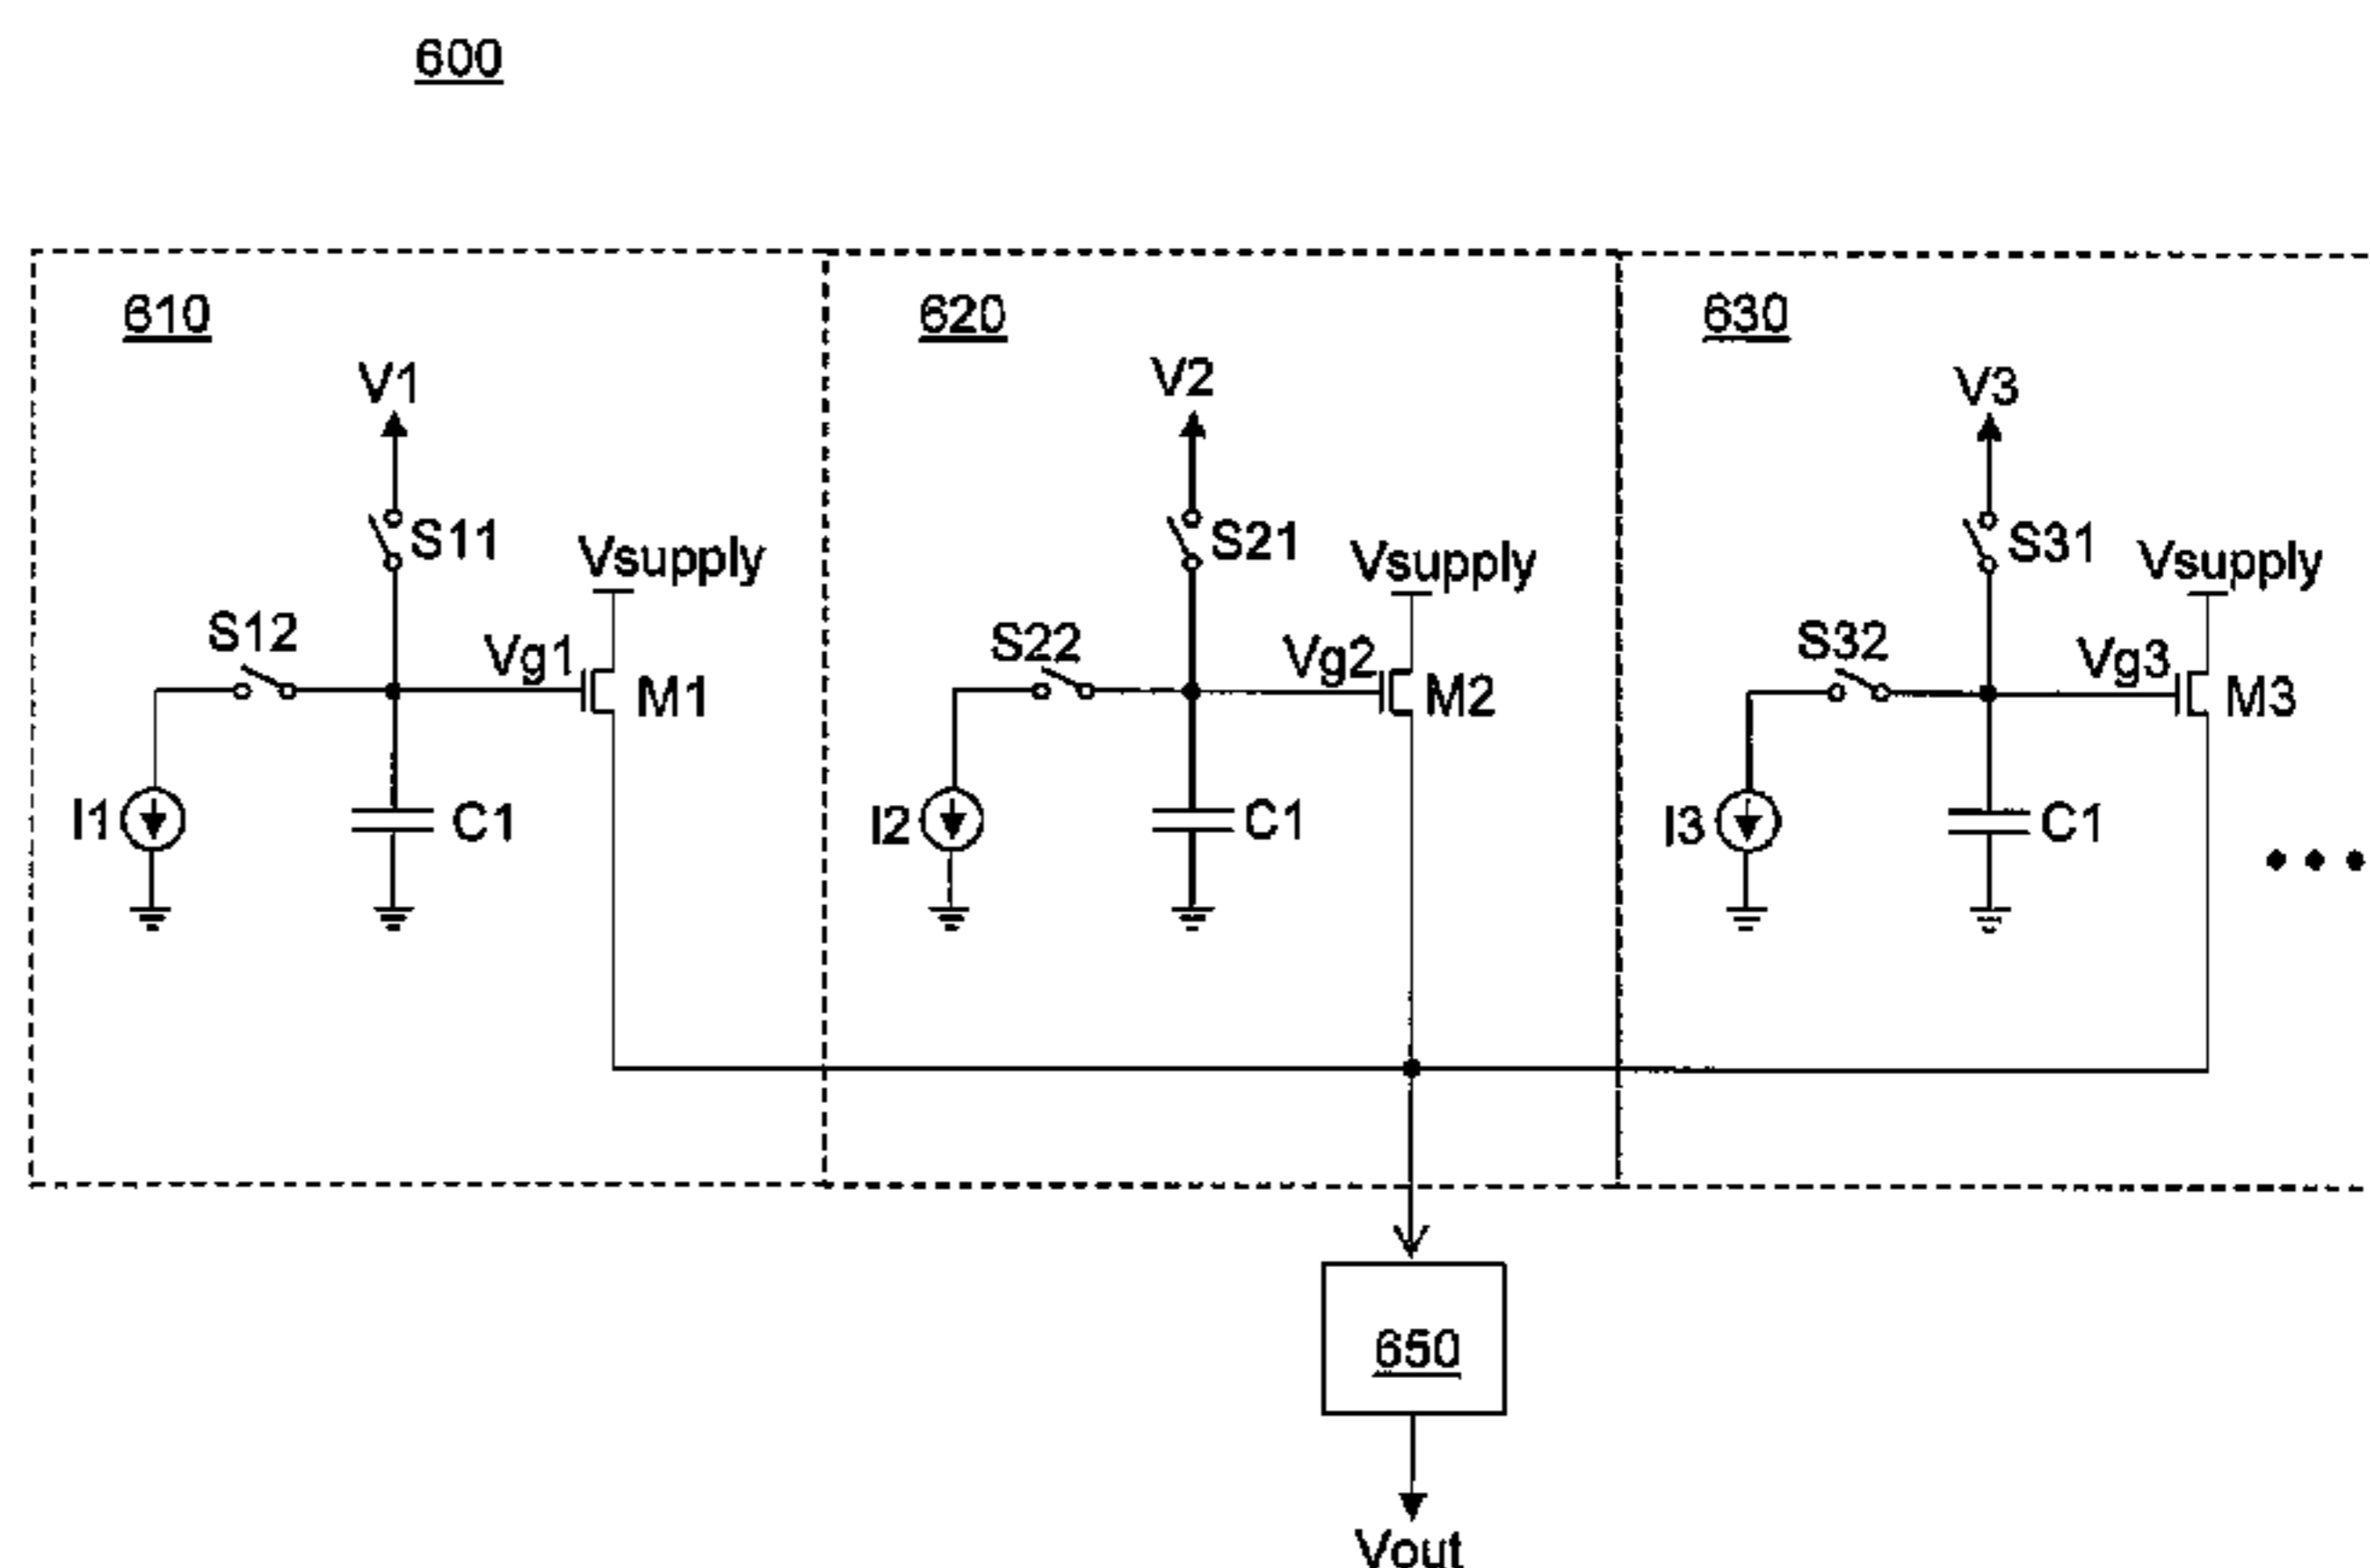 600
610
620
630
V1
V2
V3
S11
S21
S31
Vsupply
Vsupply
Vsupply
S12
S22
S32
Vg1
Vg2
Vg3
M1
M2
M3
I1
C1
I2
C1
I3
C1
650
Vout